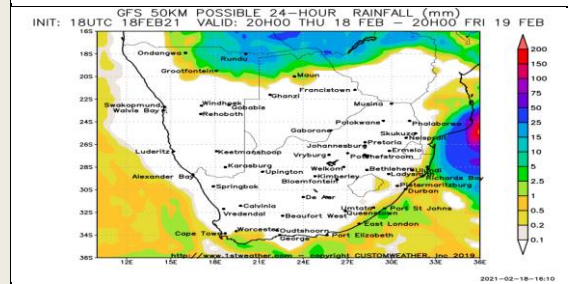 GFS 50KM POSSIBLE 24-HOUR RAINFALL (mm)
INIT: 18UTC 18FEB21 VALID: 20H00 THU 18 FEB - 20H00 FRI 19 FEB
16S
18S
20S
22S
24S
26S
28S
30S
32S
34S
36S
Ondangwa
Rundu
Grootfontein
Maun
Ghanzi
Francistown
Swakopmund
Walvis Bay
Windhoek
Gobabis
Rehoboth
Musina
Polokwane
Phalaborwa
Skukuza
Nelspruit
Gaborone
Johannesburg
Pretoria
Ermelo
Potchefstroom
Luderitz
Keetmanshoop
Vryburg
Karasburg
Upington
Welkom
Bethlehem
Ladysmith
Kimberley
Bloemfontein
Richards Bay
Alexander Bay
Springbok
Pietermaritzburg
Durban
De Aar
Calvinia
Vredendal
Umtata
Port St Johns
Queenstown
Beaufort West
East London
Cape Town
Worcester
Oudtshoorn
George
Port Elizabeth
http://www.1stweather.com - copyright CUSTOMWEATHER, Inc 2019
12E 15E 18E 21E 24E 27E 30E 33E 36E
200
150
100
75
50
25
15
10
5
2.5
1
0.5
0.2
0.1
2021-02-18-16:10